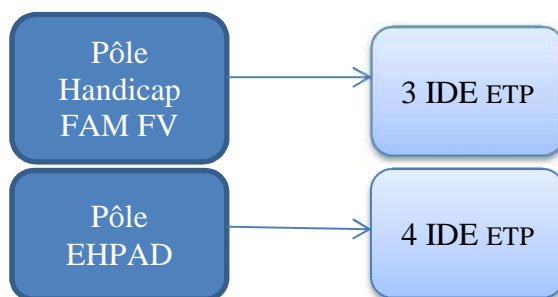 Pôle
Handicap
FAM FV
3 IDE ETP
Pôle
EHPAD
4 IDE ETP